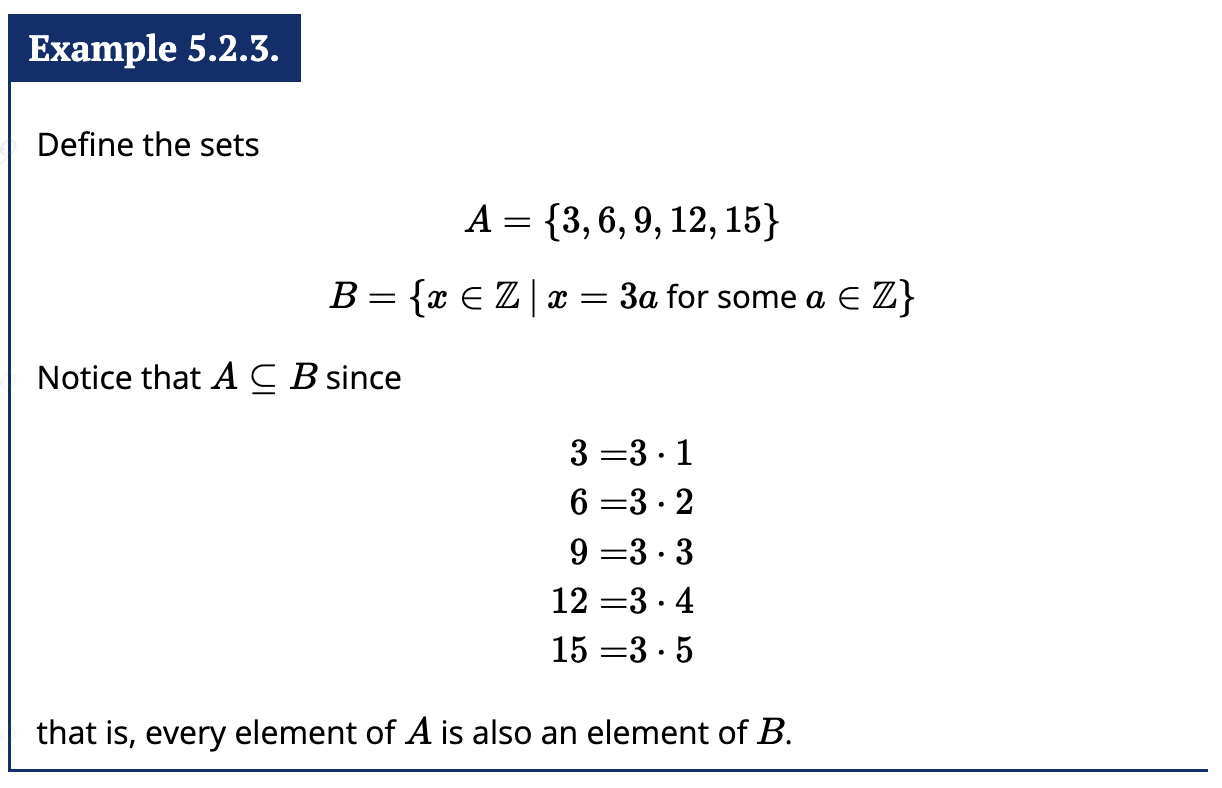 Example 5.2.3.
Define the sets
A = {3, 6, 9, 12, 15}
B = {x ∈ ℤ | x = 3a for some a ∈ ℤ}
Notice that A ⊆ B since
3 =3 · 1
6 =3 · 2
9 =3 · 3
12 =3 · 4
15 =3 · 5
that is, every element of A is also an element of B.